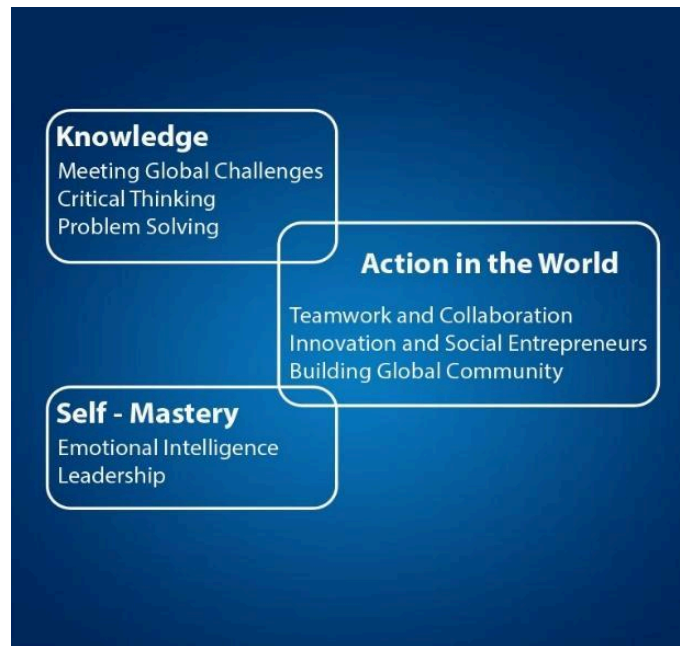 Knowledge
Meeting Global Challenges
Critical Thinking
Problem Solving
Action in the World
Teamwork and Collaboration
Innovation and Social Entrepreneurs
Building Global Community
Self - Mastery
Emotional Intelligence
Leadership